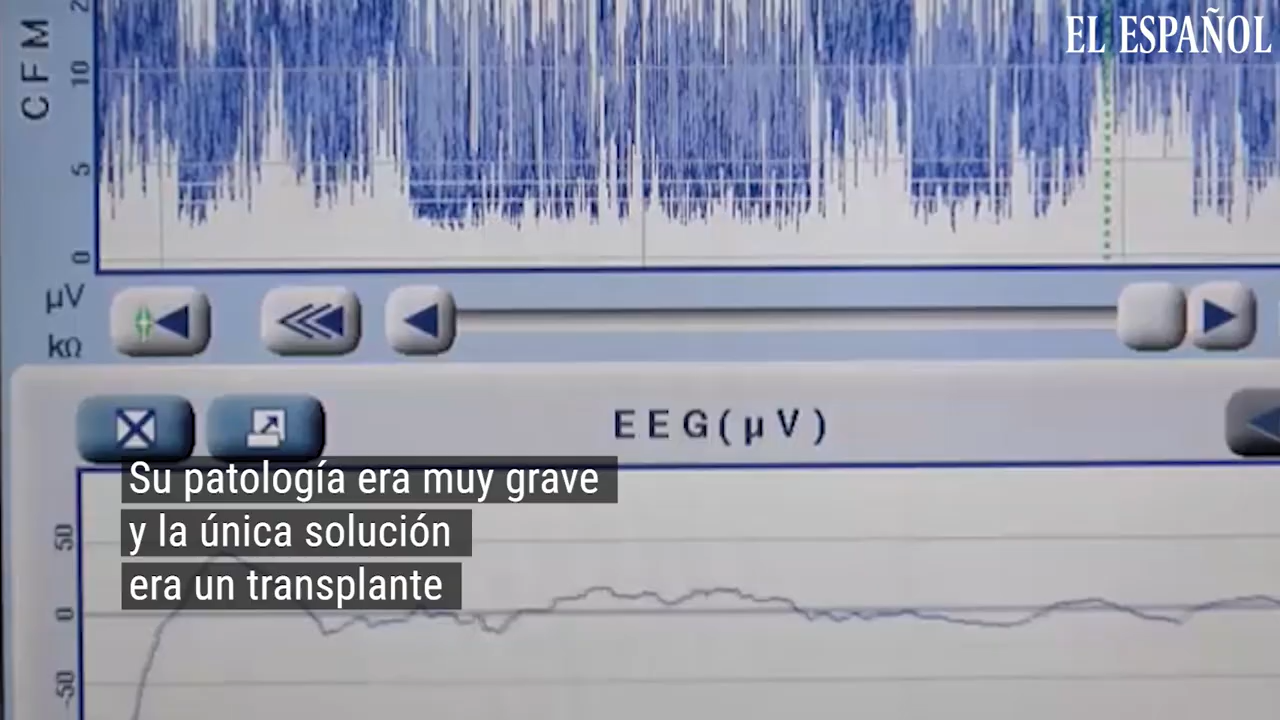 EL ESPAÑOL
CFM
10
5
0
µV
kΩ
EEG(µV)
Su patología era muy grave
y la única solución
era un transplante
50
0
-50